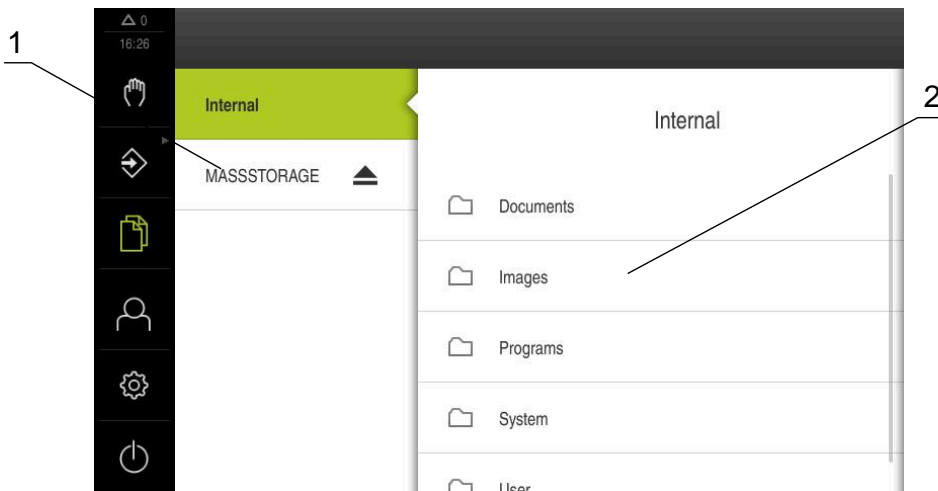 1
0
16:26
Internal
MASSSTORAGE
2
Internal
Documents
Images
Programs
System
User